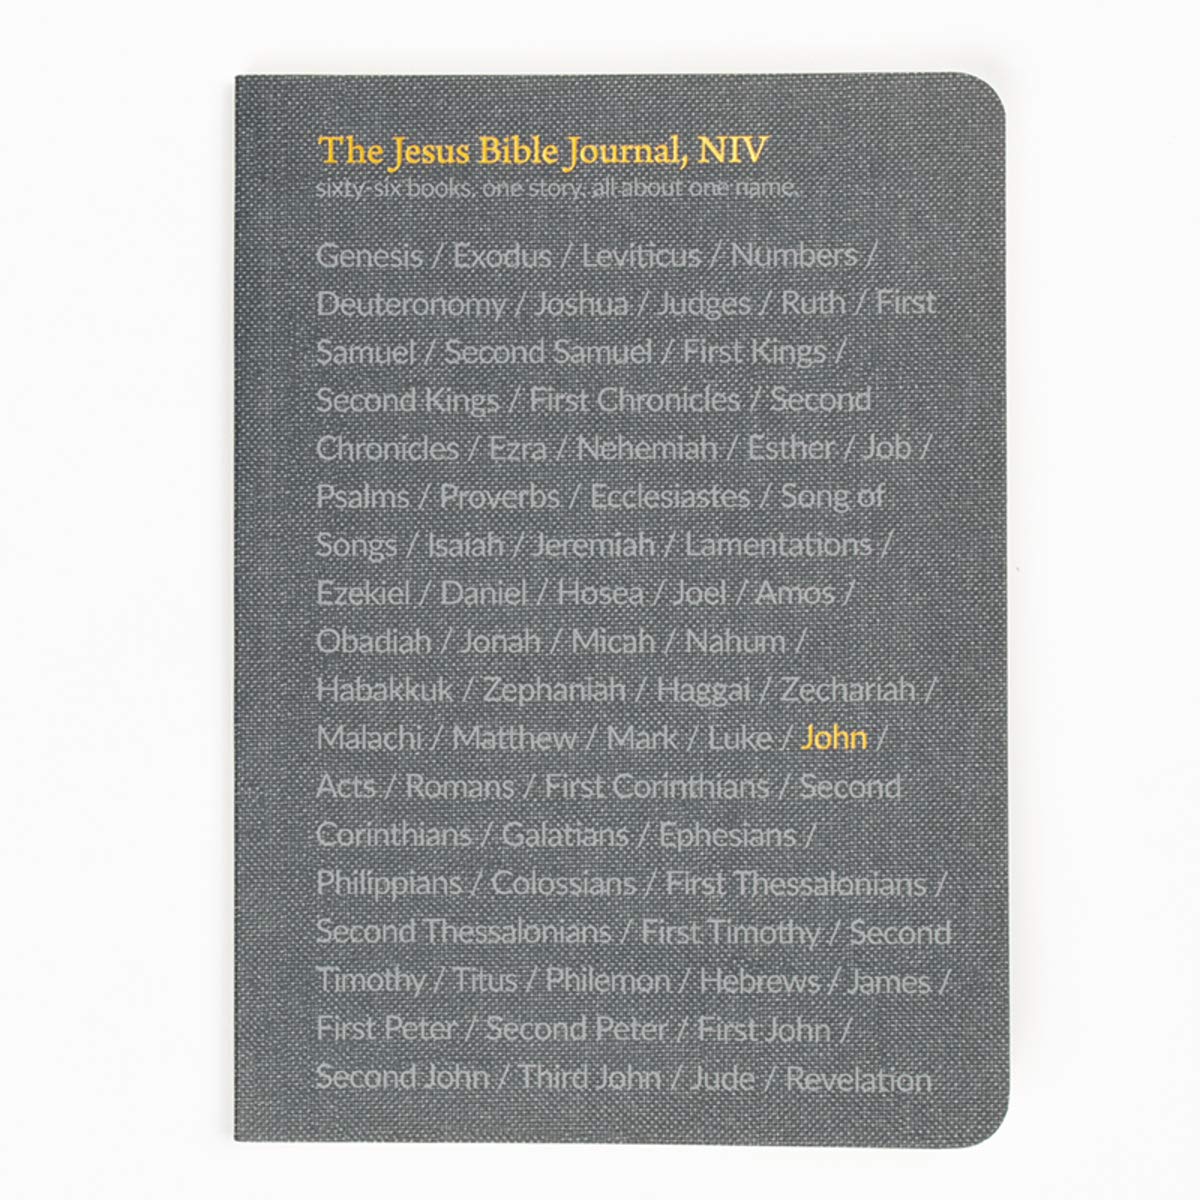 The Jesus Bible Journal, NIV
sixty-six books. one story. all about one name.
Genesis / Exodus / Leviticus / Numbers /
Deuteronomy / Joshua / Judges / Ruth / First
Samuel / Second Samuel / First Kings /
Second Kings / First Chronicles / Second
Chronicles / Ezra / Nehemiah / Esther / Job /
Psalms / Proverbs / Ecclesiastes / Song of
Songs / Isaiah / Jeremiah / Lamentations /
Ezekiel / Daniel / Hosea / Joel / Amos /
Obadiah / Jonah / Micah / Nahum /
Habakkuk / Zephaniah / Haggai / Zechariah /
Malachi / Matthew / Mark / Luke / John /
Acts / Romans / First Corinthians / Second
Corinthians / Galatians / Ephesians /
Philippians / Colossians / First Thessalonians /
Second Thessalonians / First Timothy / Second
Timothy / Titus / Philemon / Hebrews / James /
First Peter / Second Peter / First John /
Second John / Third John / Jude / Revelation